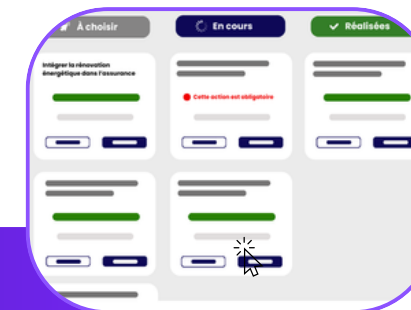 À choisir
En cours
Réalisées
Intégrer la rénovation
énergétique dans l'assurance
Cette action est obligatoire